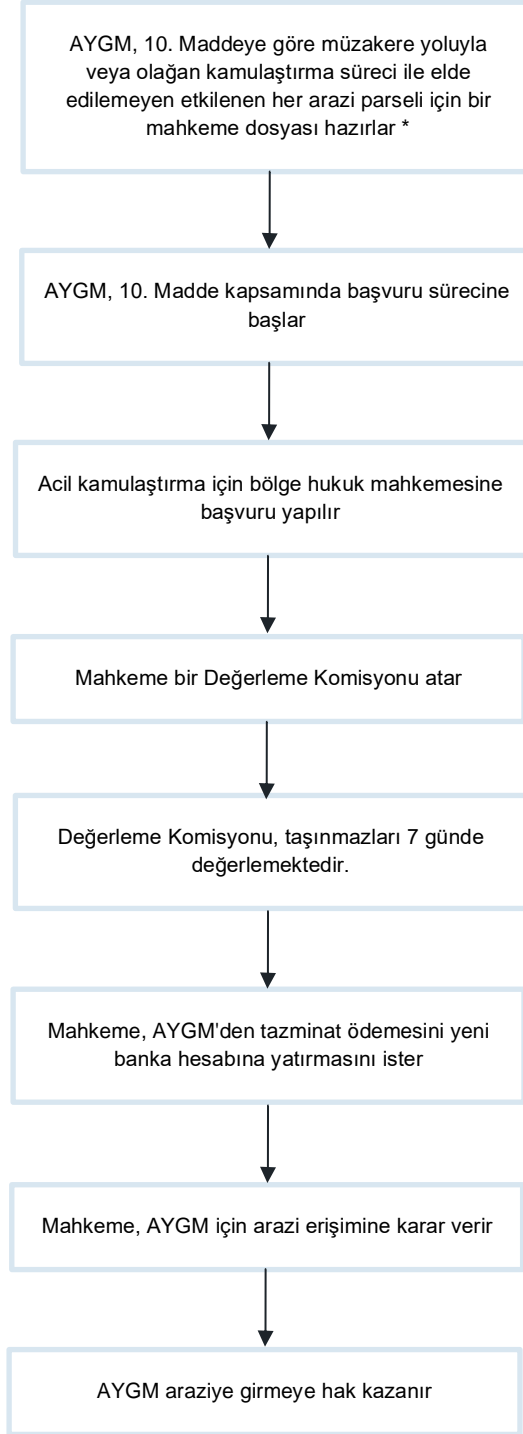 AYGM, 10. Maddeye göre müzakere yoluyla
veya olağan kamulaştırma süreci ile elde
edilemeyen etkilenen her arazi parseli için bir
mahkeme dosyası hazırlar *
AYGM, 10. Madde kapsamında başvuru sürecine
başlar
Acil kamulaştırma için bölge hukuk mahkemesine
başvuru yapılır
Mahkeme bir Değerleme Komisyonu atar
Değerleme Komisyonu, taşınmazları 7 günde
değerlemektedir.
Mahkeme, AYGM'den tazminat ödemesini yeni
banka hesabına yatırmasını ister
Mahkeme, AYGM için arazi erişimine karar verir
AYGM araziye girmeye hak kazanır